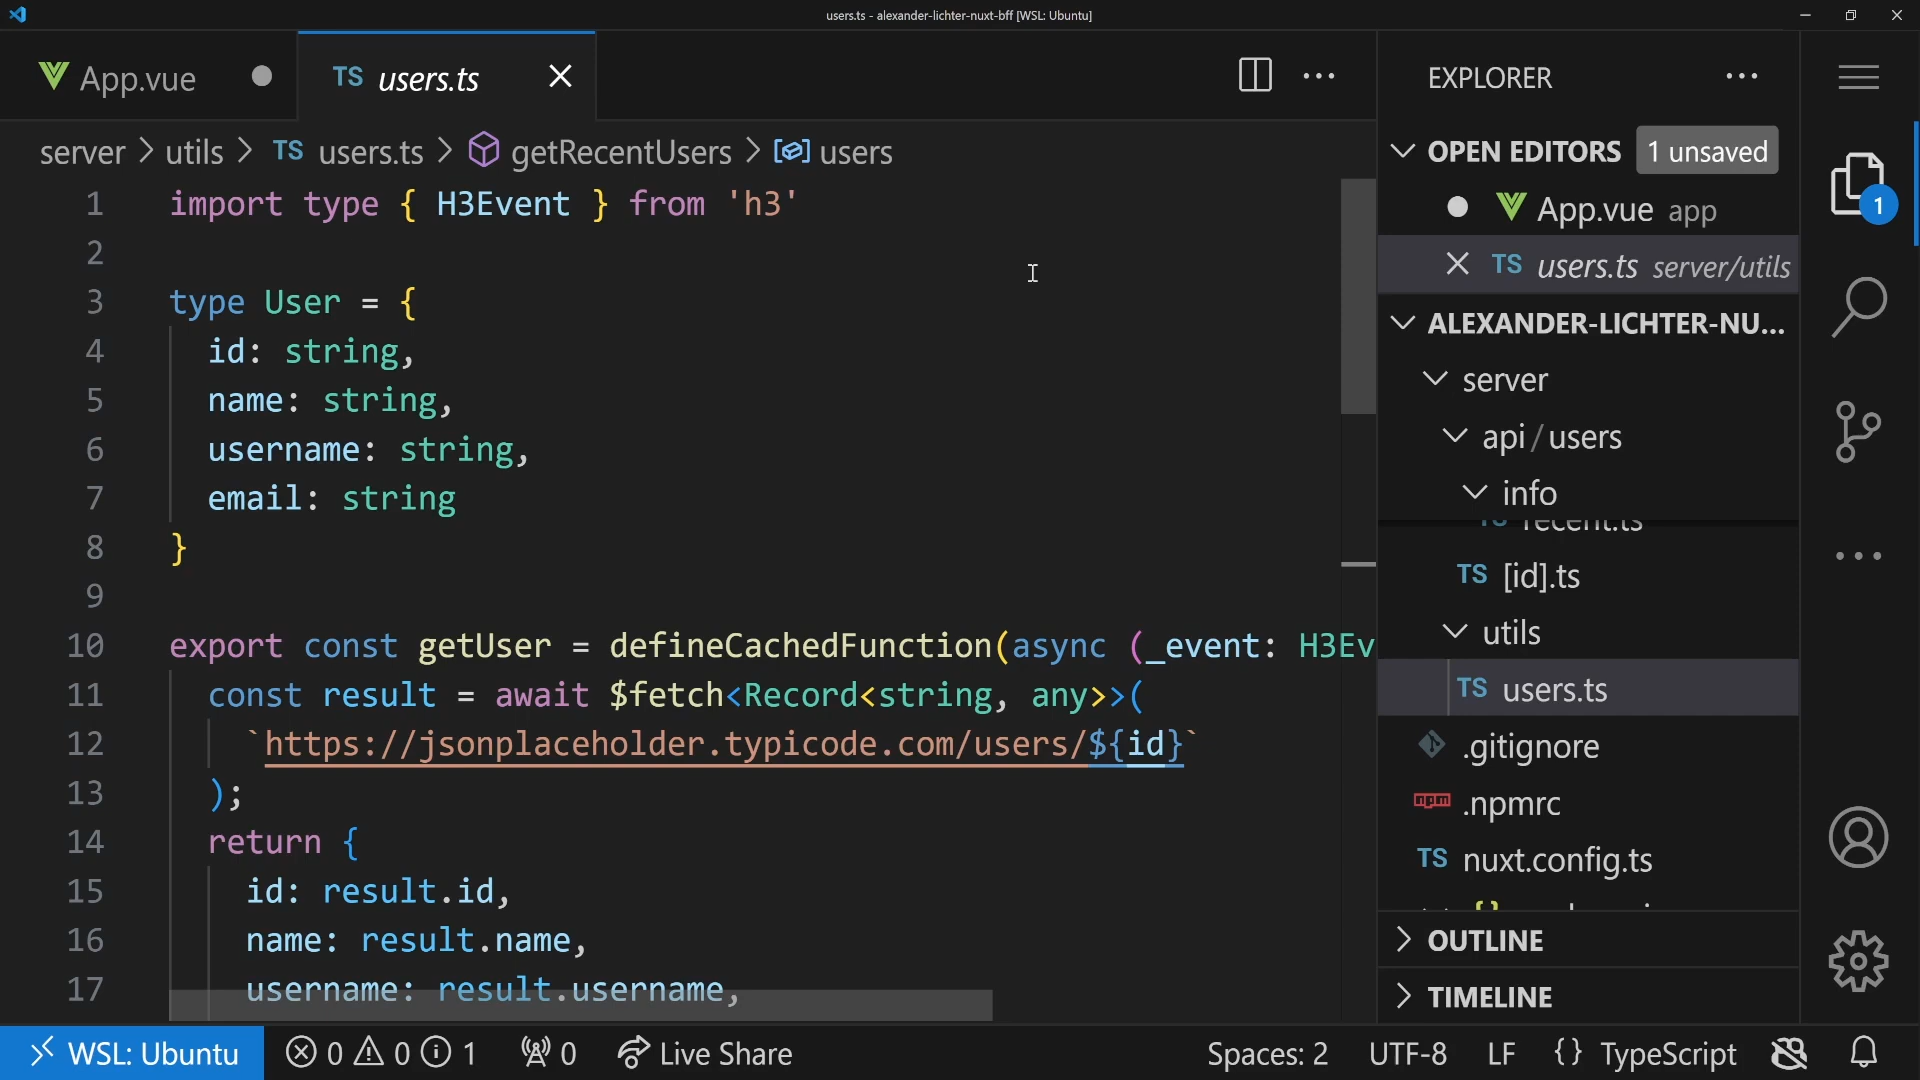 users.ts - alexander-lichter-nuxt-bff [WSL: Ubuntu]
App.vue
TS users.ts
server > utils > TS users.ts > getRecentUsers > users
1 import type { H3Event } from 'h3'
2
3 type User = {
4 id: string,
5 name: string,
6 username: string,
7 email: string
8 }
9
10 export const getUser = defineCachedFunction(async (_event: H3Ev
11 const result = await $fetch<Record<string, any>>(
12 `https://jsonplaceholder.typicode.com/users/${id}`
13 );
14 return {
15 id: result.id,
16 name: result.name,
17 username: result.username,
EXPLORER
OPEN EDITORS 1 unsaved
App.vue app
TS users.ts server/utils
ALEXANDER-LICHTER-NU...
server
api / users
info
TS recent.ts
TS [id].ts
utils
TS users.ts
.gitignore
npm .npmrc
TS nuxt.config.ts
OUTLINE
TIMELINE
1
WSL: Ubuntu
0 0 1
0
Live Share
Spaces: 2
UTF-8
LF
{} TypeScript